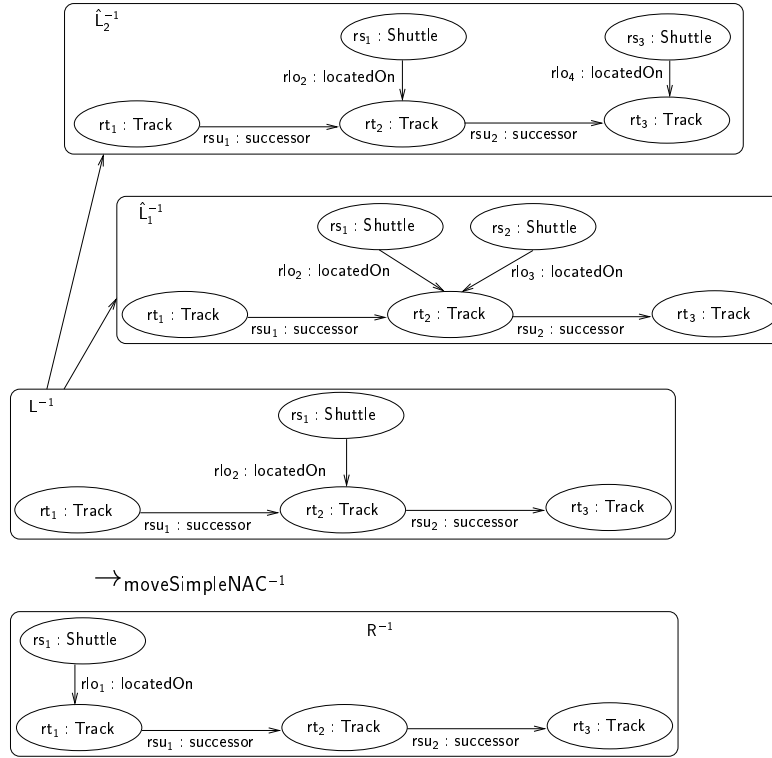 L̂₂⁻¹
rs₁ : Shuttle
rs₃ : Shuttle
rlo₂ : locatedOn
rlo₄ : locatedOn
rt₁ : Track
rt₂ : Track
rt₃ : Track
rsu₁ : successor
rsu₂ : successor
L̂₁⁻¹
rs₁ : Shuttle
rs₂ : Shuttle
rlo₂ : locatedOn
rlo₃ : locatedOn
rt₁ : Track
rt₂ : Track
rt₃ : Track
rsu₁ : successor
rsu₂ : successor
L⁻¹
rs₁ : Shuttle
rlo₂ : locatedOn
rt₁ : Track
rt₂ : Track
rt₃ : Track
rsu₁ : successor
rsu₂ : successor
→moveSimpleNAC⁻¹
R⁻¹
rs₁ : Shuttle
rlo₁ : locatedOn
rt₁ : Track
rt₂ : Track
rt₃ : Track
rsu₁ : successor
rsu₂ : successor